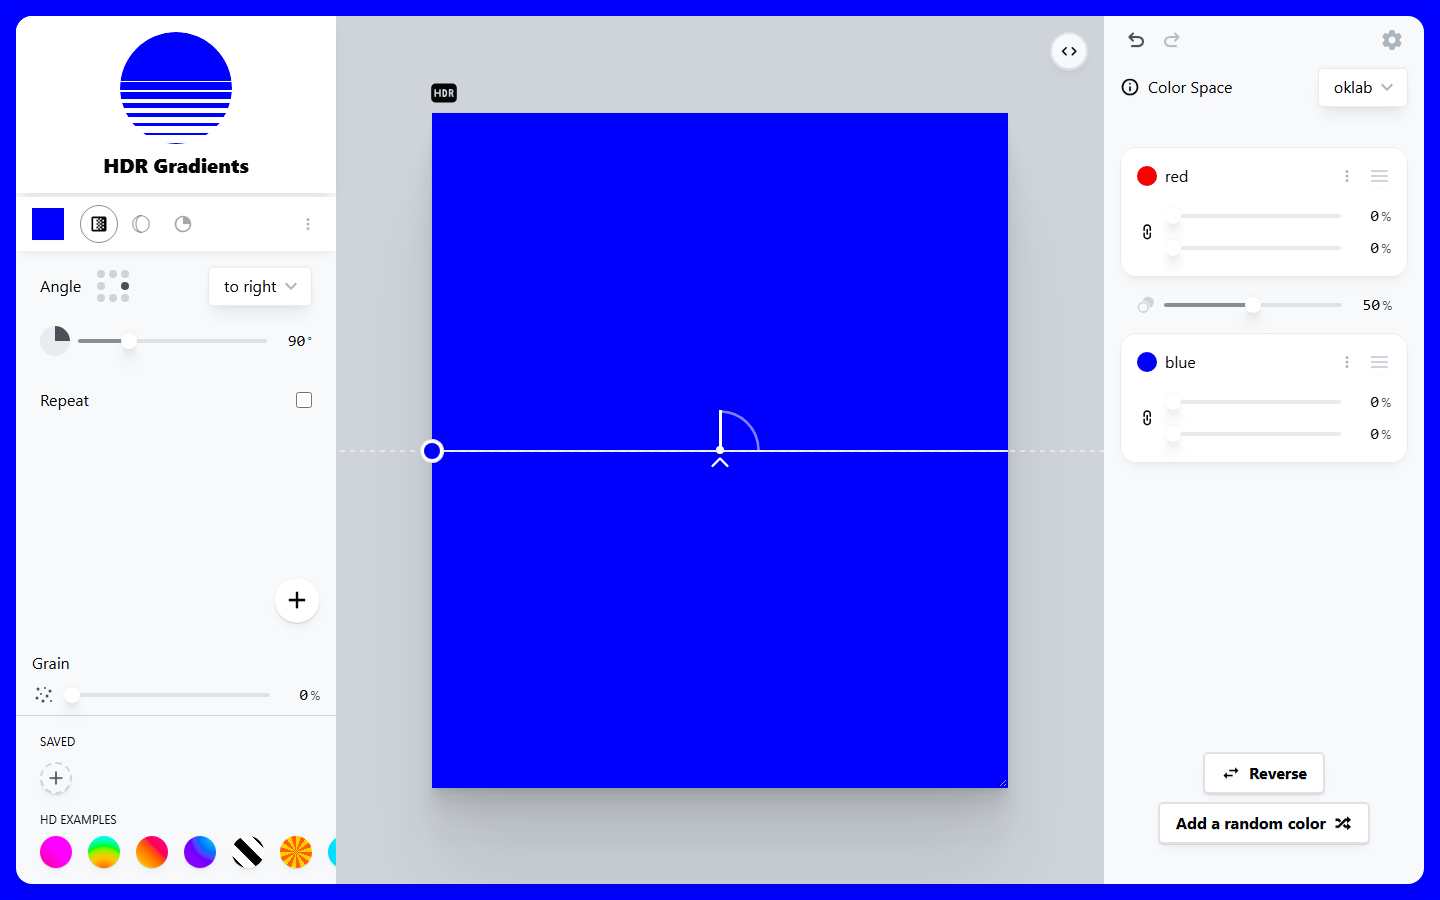 HDR Gradients
Angle
to right
90°
Repeat
Grain
0%
SAVED
HD EXAMPLES
HDR
Color Space
oklab
red
0%
0%
50%
blue
0%
0%
Reverse
Add a random color